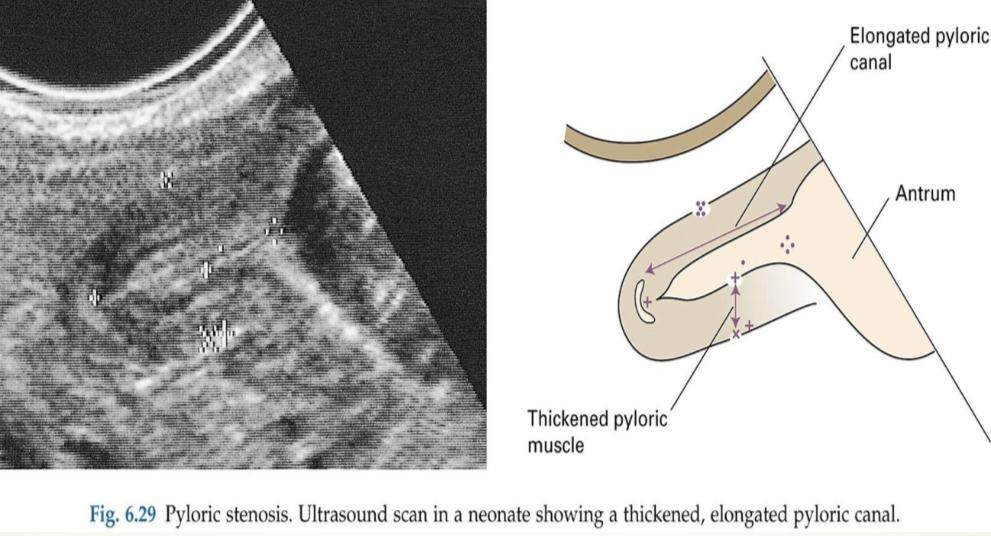 Elongated pyloric
canal
Antrum
Thickened pyloric
muscle
Fig. 6.29 Pyloric stenosis. Ultrasound scan in a neonate showing a thickened, elongated pyloric canal.